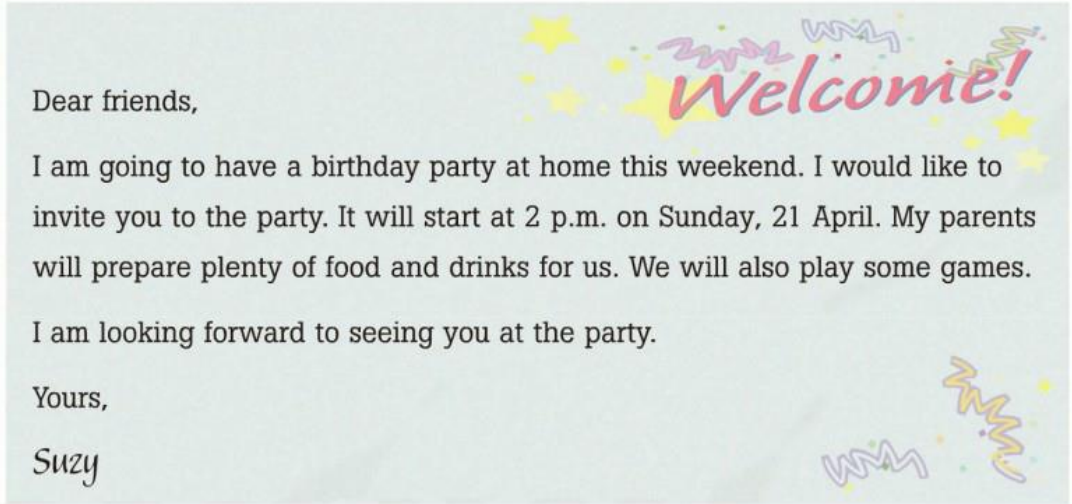 Welcome!
Dear friends,
I am going to have a birthday party at home this weekend. I would like to
invite you to the party. It will start at 2 p.m. on Sunday, 21 April. My parents
will prepare plenty of food and drinks for us. We will also play some games.
I am looking forward to seeing you at the party.
Yours,
Suzy